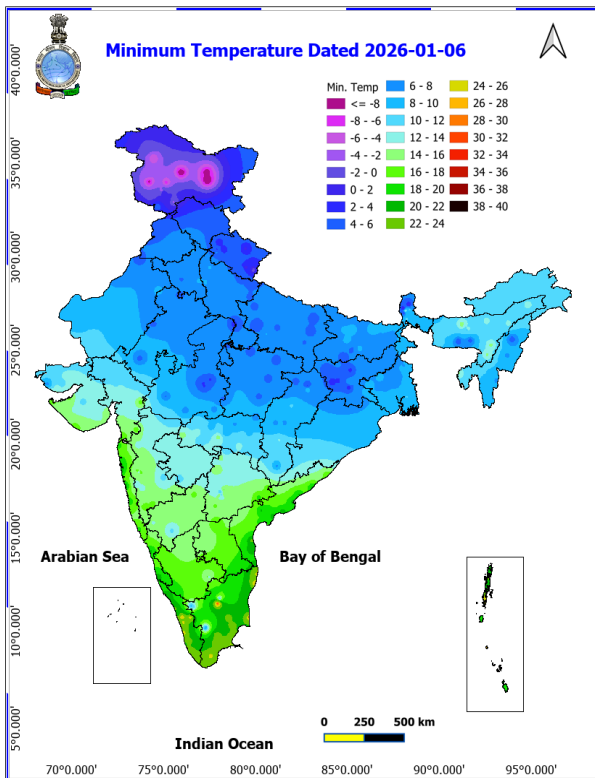 Minimum Temperature Dated 2026-01-06
Min. Temp
<= -8
-8 - -6
-6 - -4
-4 - -2
-2 - 0
0 - 2
2 - 4
4 - 6
6 - 8
8 - 10
10 - 12
12 - 14
14 - 16
16 - 18
18 - 20
20 - 22
22 - 24
24 - 26
26 - 28
28 - 30
30 - 32
32 - 34
34 - 36
36 - 38
38 - 40
40°0.000'
35°0.000'
30°0.000'
25°0.000'
20°0.000'
15°0.000'
10°0.000'
5°0.000'
Arabian Sea
Bay of Bengal
Indian Ocean
0 250 500 km
70°0.000' 75°0.000' 80°0.000' 85°0.000' 90°0.000' 95°0.000'